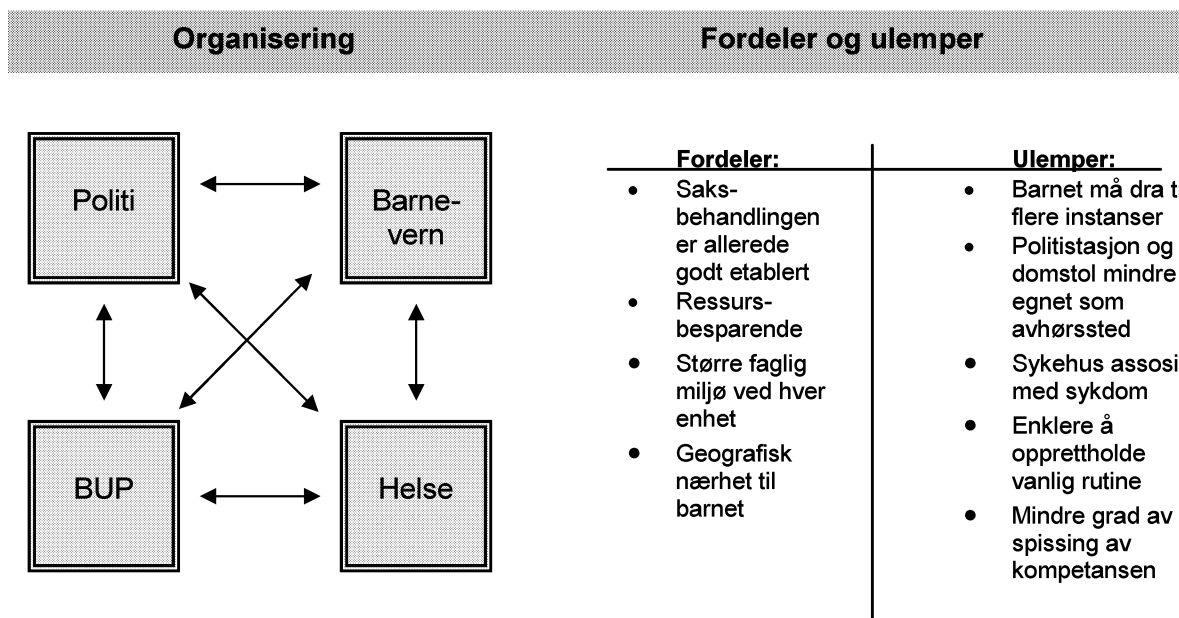 Organisering
Fordeler og ulemper
Politi
Barne-
vern
BUP
Helse
Fordeler:
• Saks-
behandlingen
er allerede
godt etablert
• Ressurs-
besparende
• Større faglig
miljø ved hver
enhet
• Geografisk
nærhet til
barnet
Ulemper:
• Barnet må dra
flere instanser
• Politistasjon og
domstol mindre
egnet som
avhørssted
• Sykehus
med sykdom
• Enklere å
opprettholde
vanlig rutine
• Mindre grad av
spissing av
kompetansen